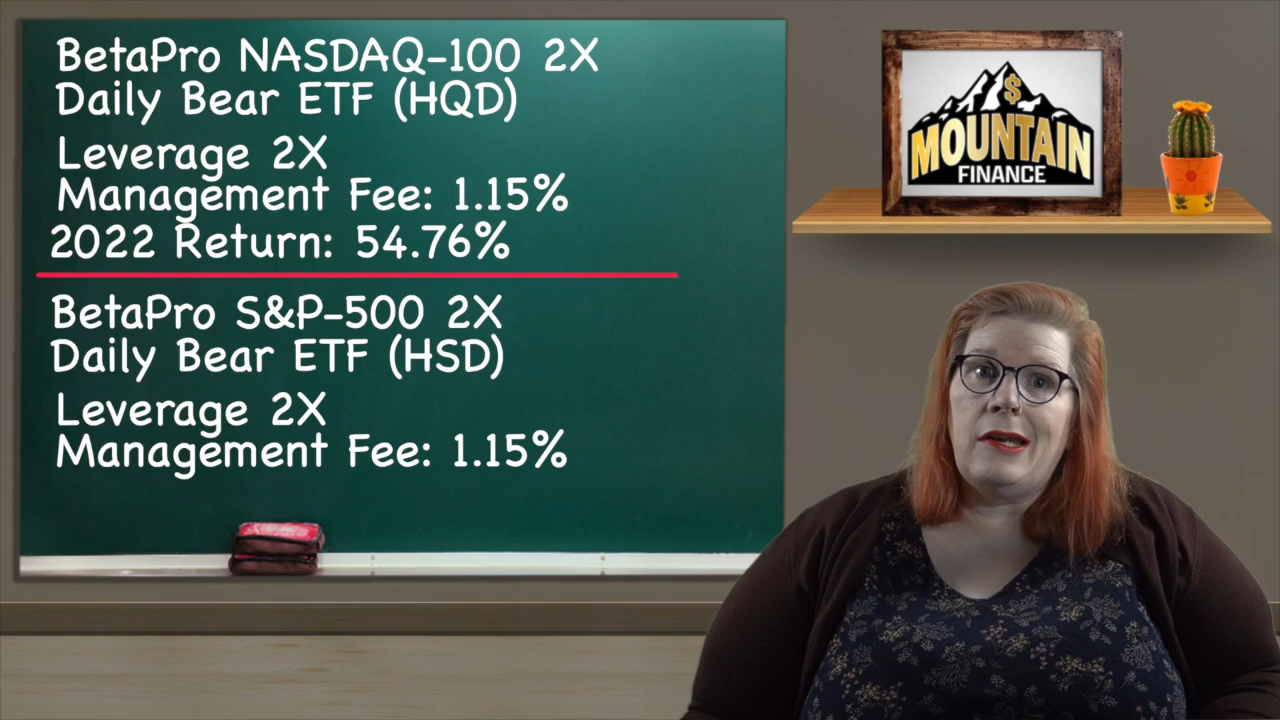 BetaPro NASDAQ-100 2X
Daily Bear ETF (HQD)
Leverage 2X
Management Fee: 1.15%
2022 Return: 54.76%
BetaPro S&P-500 2X
Daily Bear ETF (HSD)
Leverage 2X
Management Fee: 1.15%
$
MOUNTAIN
FINANCE